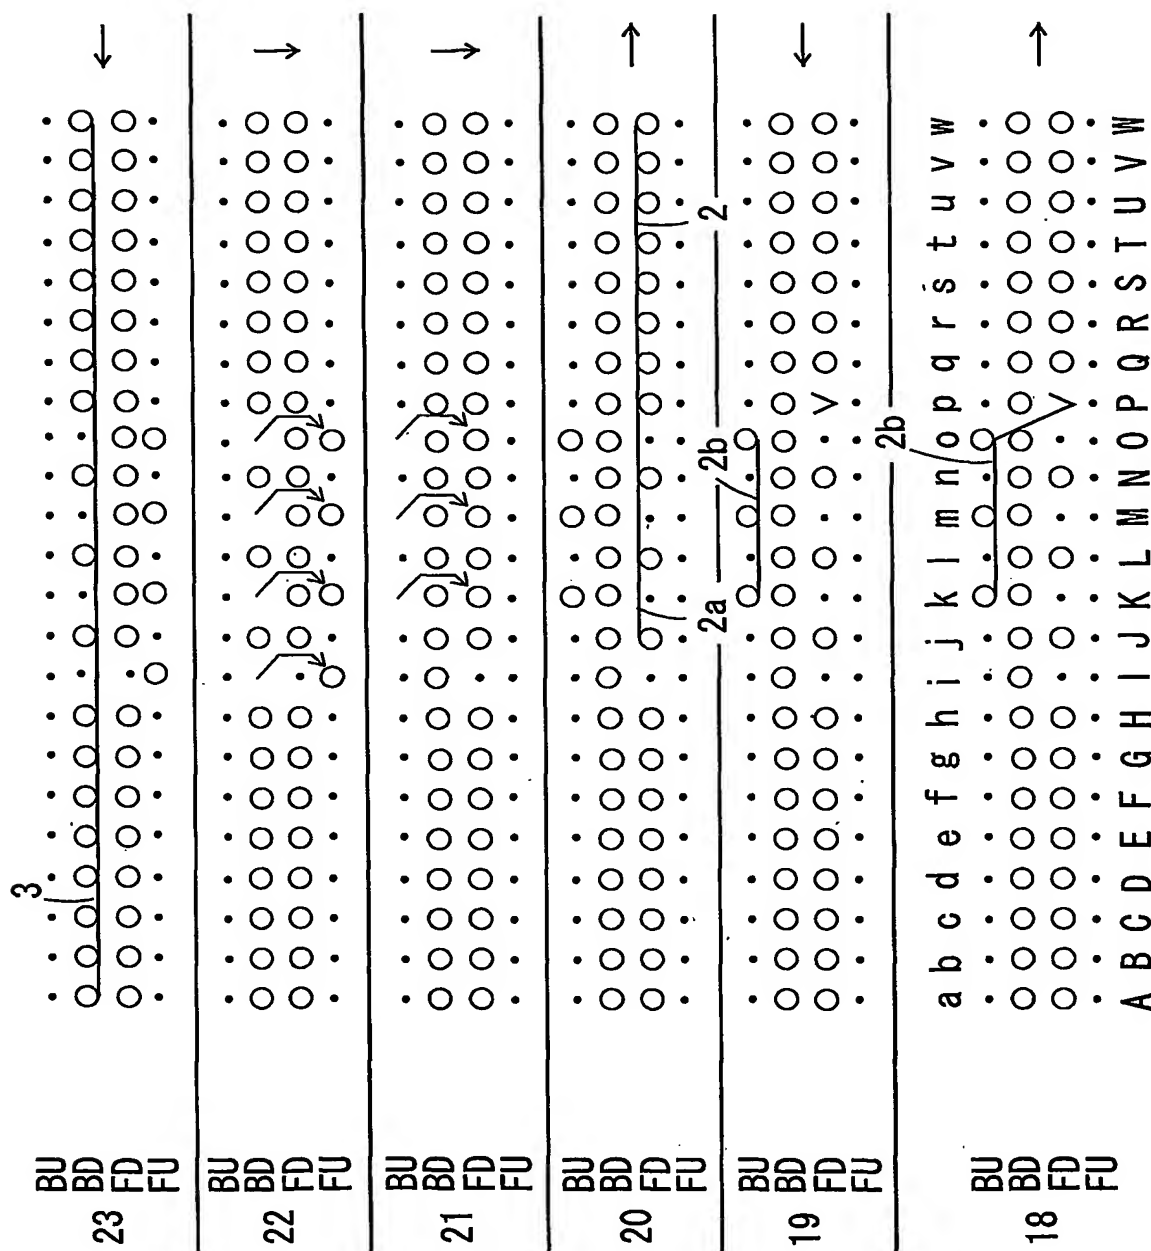 3
BU
BD
23
FD
FU
BU
BD
22
FD
FU
BU
BD
21
FD
FU
BU
BD
20
FD
FU
2
2a
2b
BU
BD
19
FD
FU
2b
a b c d e f g h i j k l m n o p q r s t u v w
BU
BD
18
FD
FU
A B C D E F G H I J K L M N O P Q R S T U V W